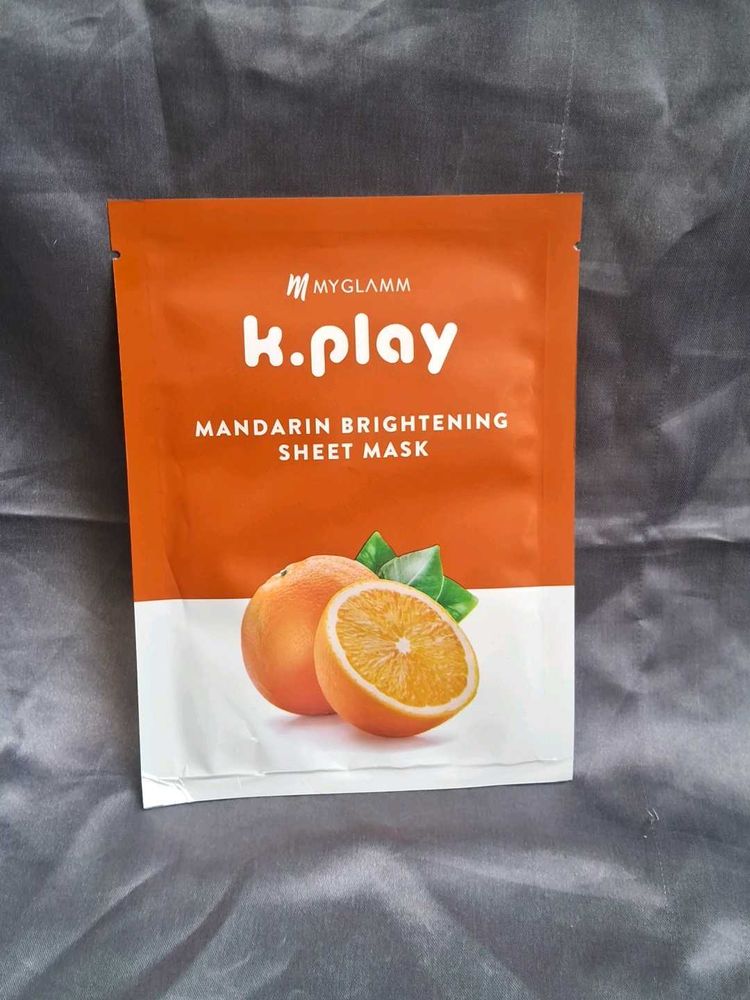 MYGLAMM
k.play
MANDARIN BRIGHTENING
SHEET MASK